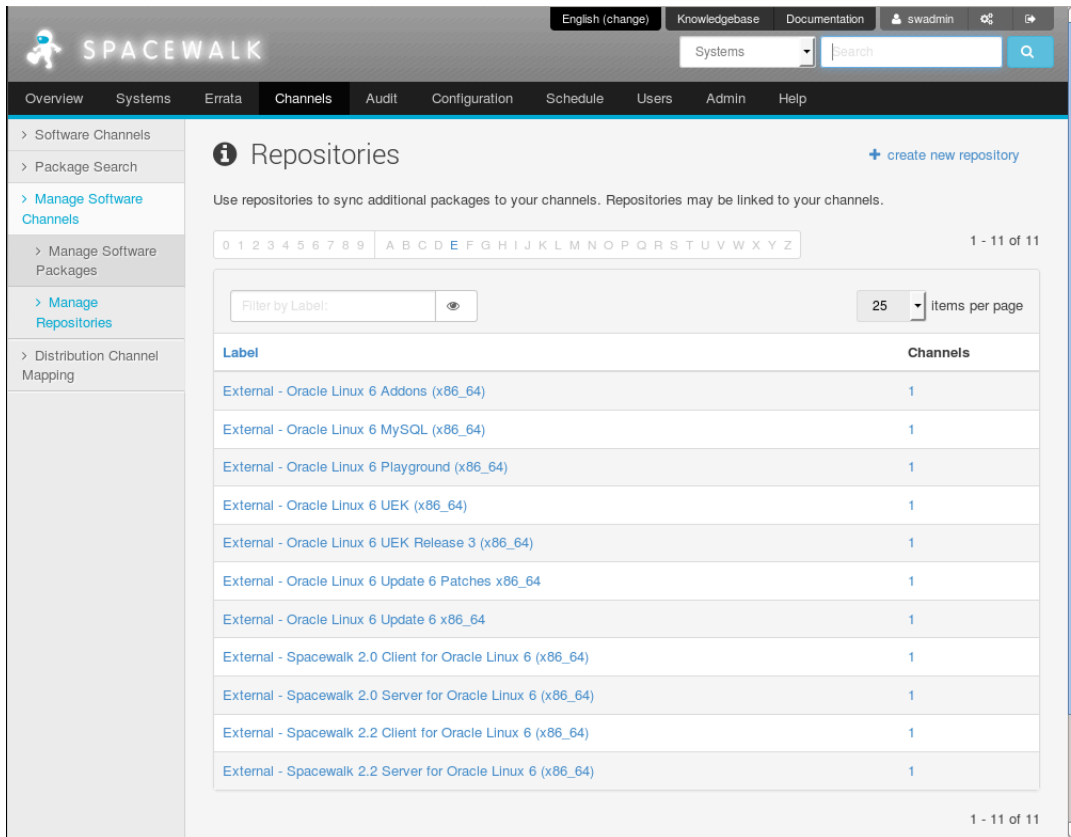 English (change) Knowledgebase Documentation swadmin
SPACEWALK
Systems Search
Overview Systems Errata Channels Audit Configuration Schedule Users Admin Help
> Software Channels
> Package Search
> Manage Software
Channels
> Manage Software
Packages
> Manage
Repositories
> Distribution Channel
Mapping
Repositories
+ create new repository
Use repositories to sync additional packages to your channels. Repositories may be linked to your channels.
0 1 2 3 4 5 6 7 8 9 A B C D E F G H I J K L M N O P Q R S T U V W X Y Z
1 - 11 of 11
Filter by Label:
25 items per page
Label Channels
External - Oracle Linux 6 Addons (x86_64) 1
External - Oracle Linux 6 MySQL (x86_64) 1
External - Oracle Linux 6 Playground (x86_64) 1
External - Oracle Linux 6 UEK (x86_64) 1
External - Oracle Linux 6 UEK Release 3 (x86_64) 1
External - Oracle Linux 6 Update 6 Patches x86_64 1
External - Oracle Linux 6 Update 6 x86_64 1
External - Spacewalk 2.0 Client for Oracle Linux 6 (x86_64) 1
External - Spacewalk 2.0 Server for Oracle Linux 6 (x86_64) 1
External - Spacewalk 2.2 Client for Oracle Linux 6 (x86_64) 1
External - Spacewalk 2.2 Server for Oracle Linux 6 (x86_64) 1
1 - 11 of 11